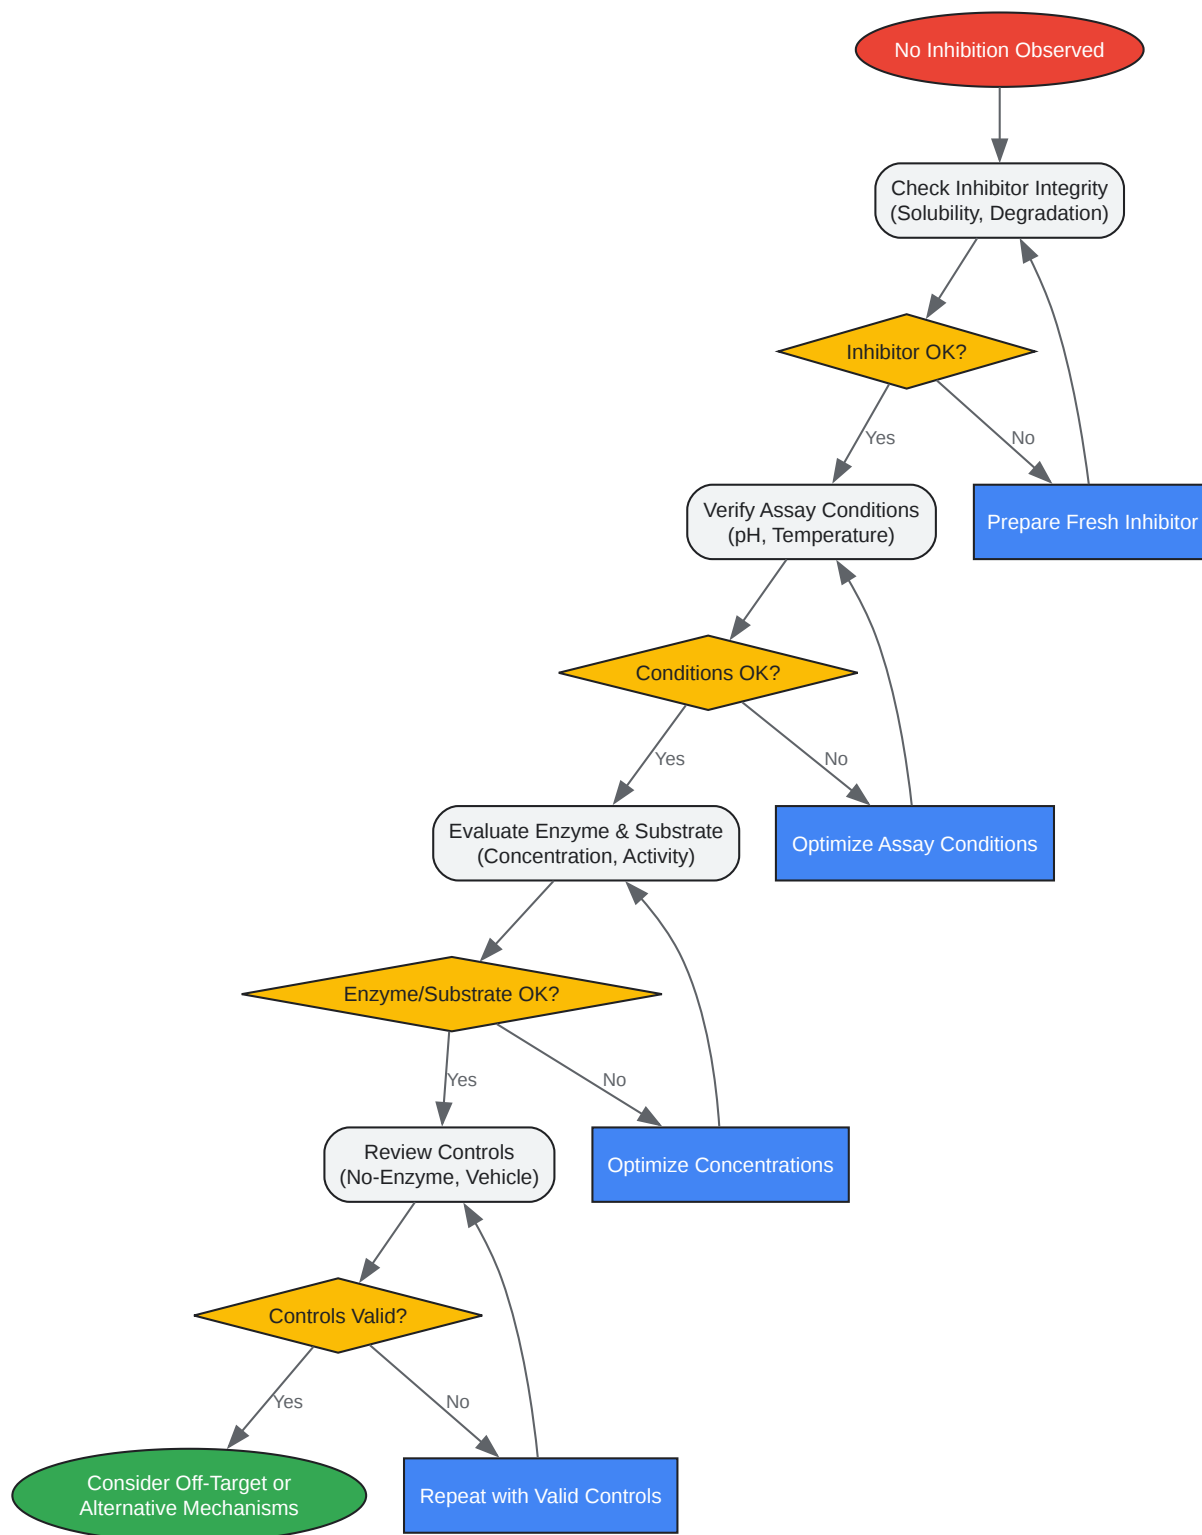 No Inhibition Observed
Check Inhibitor Integrity
(Solubility, Degradation)
Inhibitor OK?
Yes
No
Verify Assay Conditions
(pH, Temperature)
Prepare Fresh Inhibitor
Conditions OK?
Yes
No
Evaluate Enzyme & Substrate
(Concentration, Activity)
Optimize Assay Conditions
Enzyme/Substrate OK?
Yes
No
Review Controls
(No-Enzyme, Vehicle)
Optimize Concentrations
Controls Valid?
Yes
No
Consider Off-Target or
Alternative Mechanisms
Repeat with Valid Controls